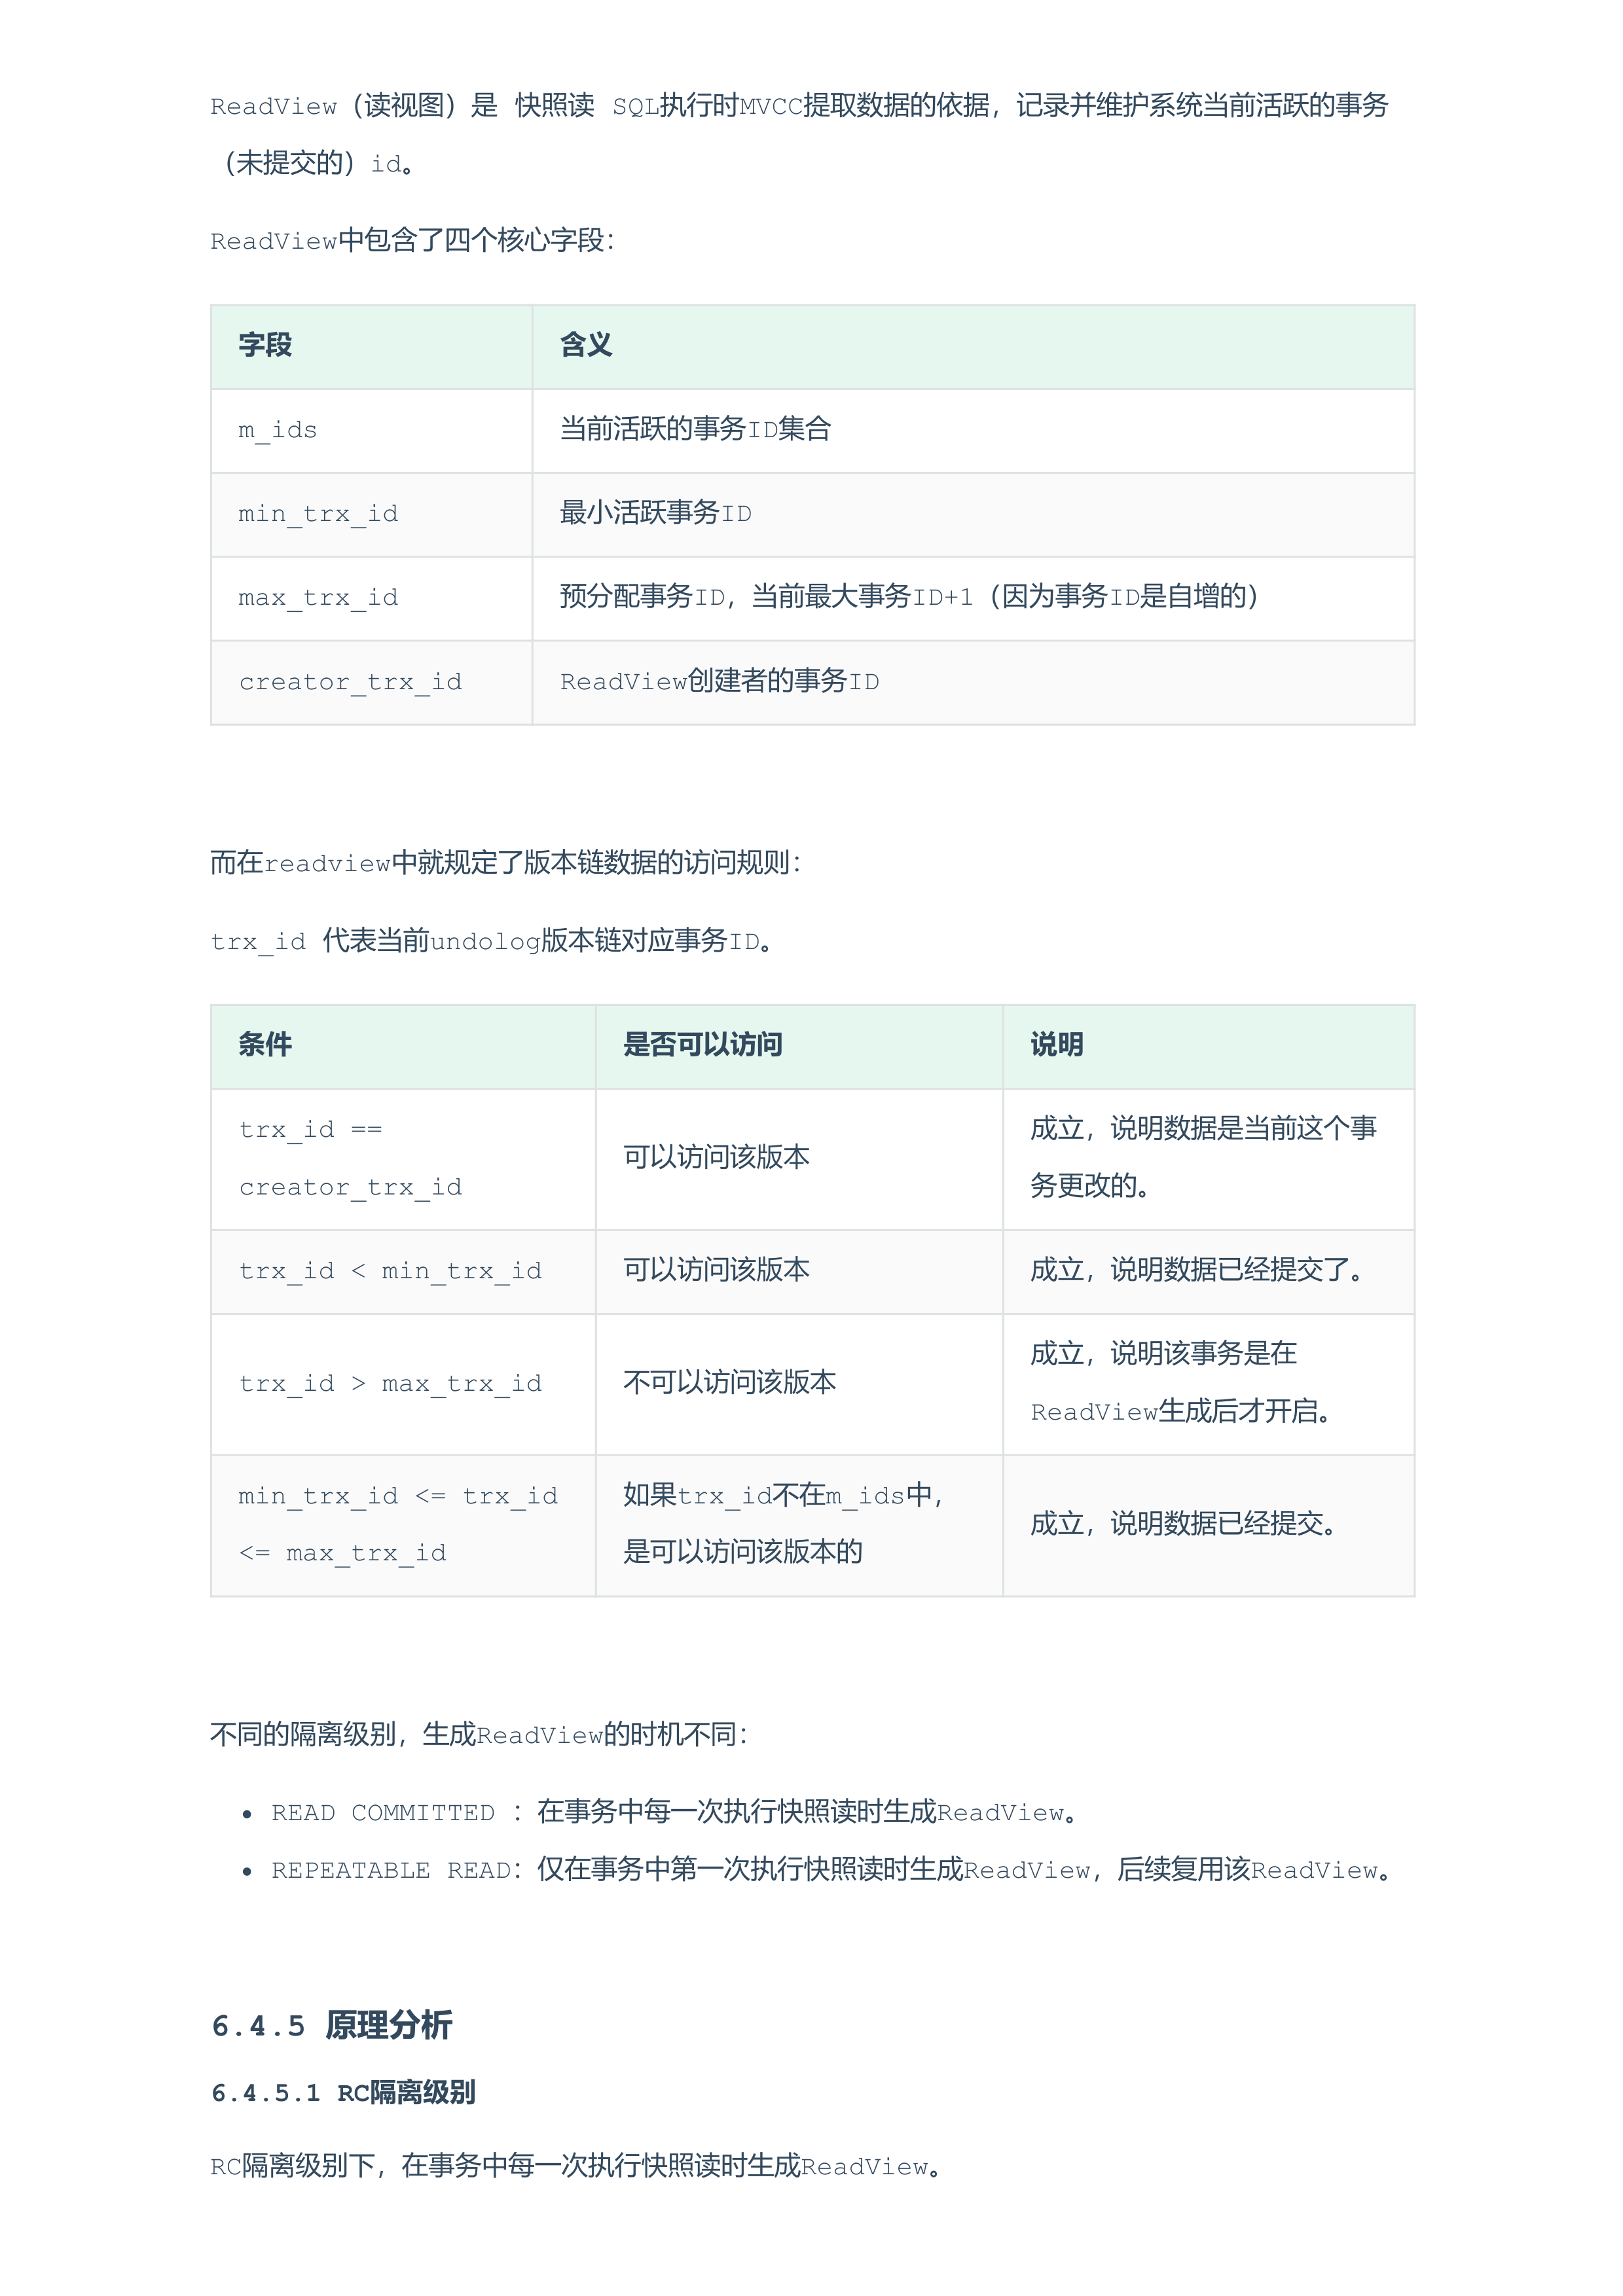 ReadView（读视图）是 快照读 SQL执行时MVCC提取数据的依据，记录并维护系统当前活跃的事务
（未提交的）id。
ReadView中包含了四个核心字段：
字段 含义
m_ids 当前活跃的事务ID集合
min_trx_id 最小活跃事务ID
max_trx_id 预分配事务ID，当前最大事务ID+1（因为事务ID是自增的）
creator_trx_id ReadView创建者的事务ID
而在readview中就规定了版本链数据的访问规则：
trx_id 代表当前undolog版本链对应事务ID。
条件 是否可以访问 说明
trx_id ==
creator_trx_id
可以访问该版本
成立，说明数据是当前这个事
务更改的。
trx_id < min_trx_id 可以访问该版本 成立，说明数据已经提交了。
trx_id > max_trx_id 不可以访问该版本
成立，说明该事务是在
ReadView生成后才开启。
min_trx_id <= trx_id
<= max_trx_id
如果trx_id不在m_ids中，
是可以访问该版本的
成立，说明数据已经提交。
不同的隔离级别，生成ReadView的时机不同：
• READ COMMITTED ：在事务中每一次执行快照读时生成ReadView。
• REPEATABLE READ：仅在事务中第一次执行快照读时生成ReadView，后续复用该ReadView。
6.4.5 原理分析
6.4.5.1 RC隔离级别
RC隔离级别下，在事务中每一次执行快照读时生成ReadView。